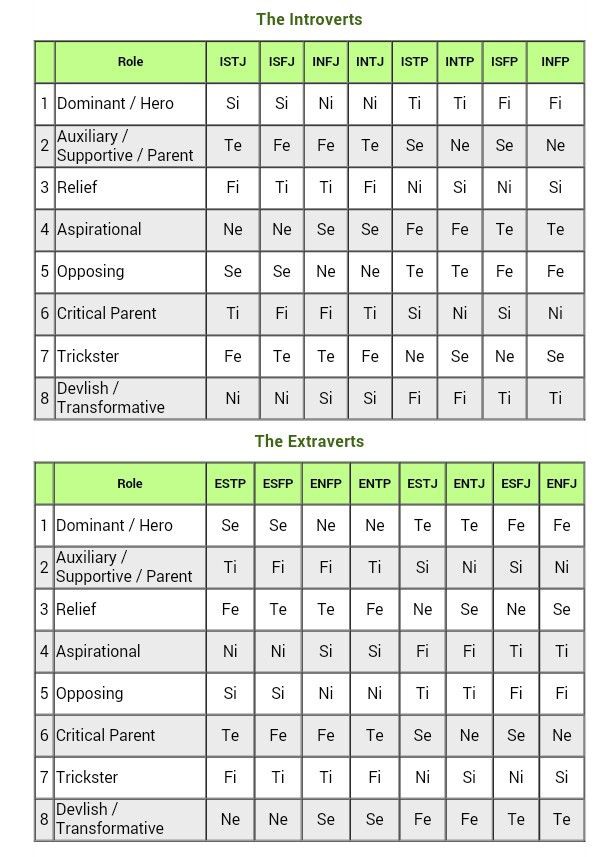 The Introverts
Role ISTJ ISFJ INFJ INTJ ISTP INTP ISFP INFP
1 Dominant / Hero Si Si Ni Ni Ti Ti Fi Fi
2 Auxiliary / Supportive / Parent Te Fe Fe Te Se Ne Se Ne
3 Relief Fi Ti Ti Fi Ni Si Ni Si
4 Aspirational Ne Ne Se Se Fe Fe Te Te
5 Opposing Se Se Ne Ne Te Te Fe Fe
6 Critical Parent Ti Fi Fi Ti Si Ni Si Ni
7 Trickster Fe Te Te Fe Ne Se Ne Se
8 Devlish / Transformative Ni Ni Si Si Fi Fi Ti Ti
The Extraverts
Role ESTP ESFP ENFP ENTP ESTJ ENTJ ESFJ ENFJ
1 Dominant / Hero Se Se Ne Ne Te Te Fe Fe
2 Auxiliary / Supportive / Parent Ti Fi Fi Ti Si Ni Si Ni
3 Relief Fe Te Te Fe Ne Se Ne Se
4 Aspirational Ni Ni Si Si Fi Fi Ti Ti
5 Opposing Si Si Ni Ni Ti Ti Fi Fi
6 Critical Parent Te Fe Fe Te Se Ne Se Ne
7 Trickster Fi Ti Ti Fi Ni Si Ni Si
8 Devlish / Transformative Ne Ne Se Se Fe Fe Te Te